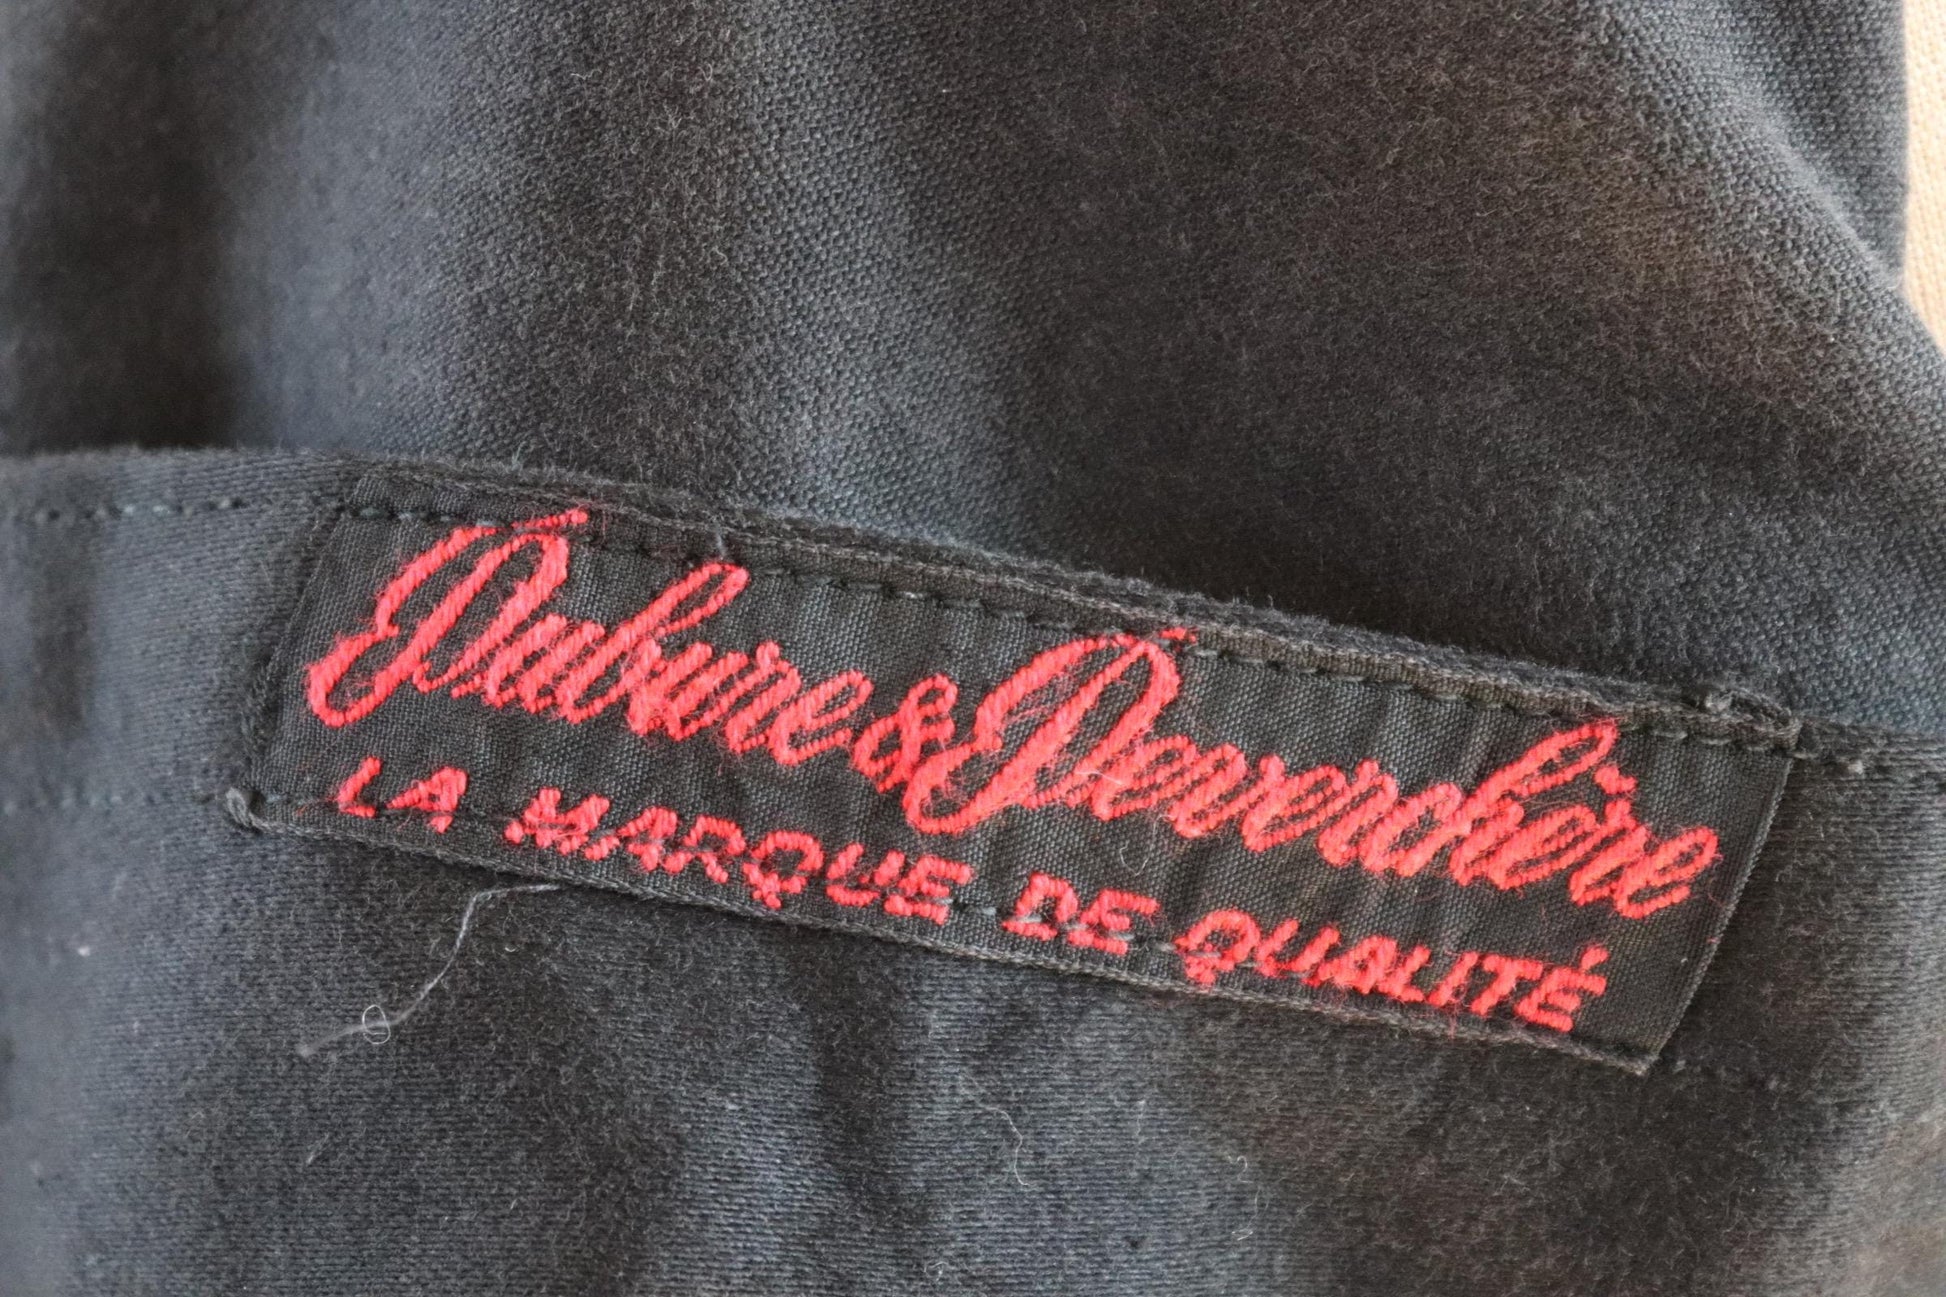 Dubure & Deverchère
LA MARQUE DE QUALITÉ